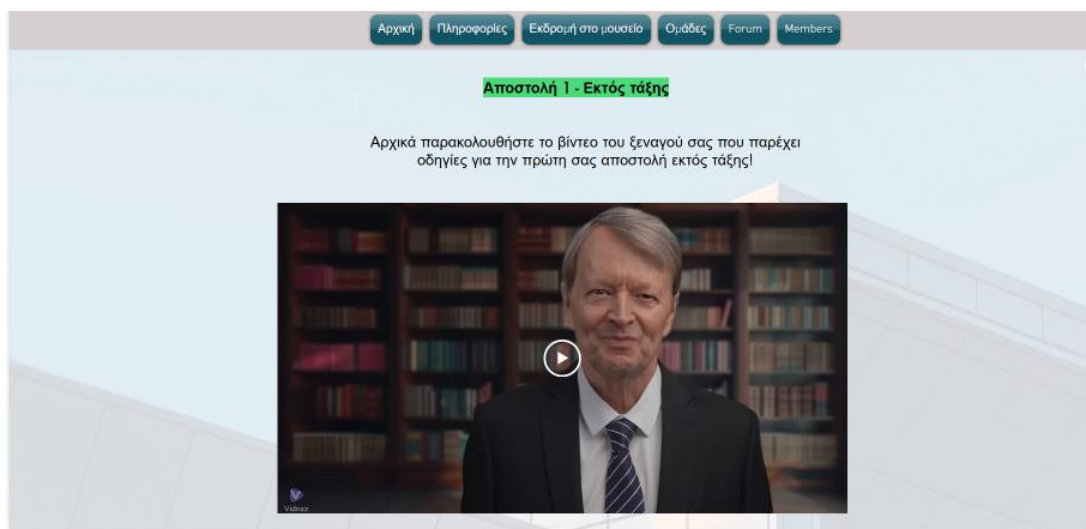 Αρχική
Πληροφορίες
Εκδρομή στο μουσείο
Ομάδες
Forum
Members
Αποστολή 1 - Εκτός τάξης
Αρχικά παρακολουθήστε το βίντεο του ξεναγού σας που παρέχει
οδηγίες για την πρώτη σας αποστολή εκτός τάξης!
Vidnoz